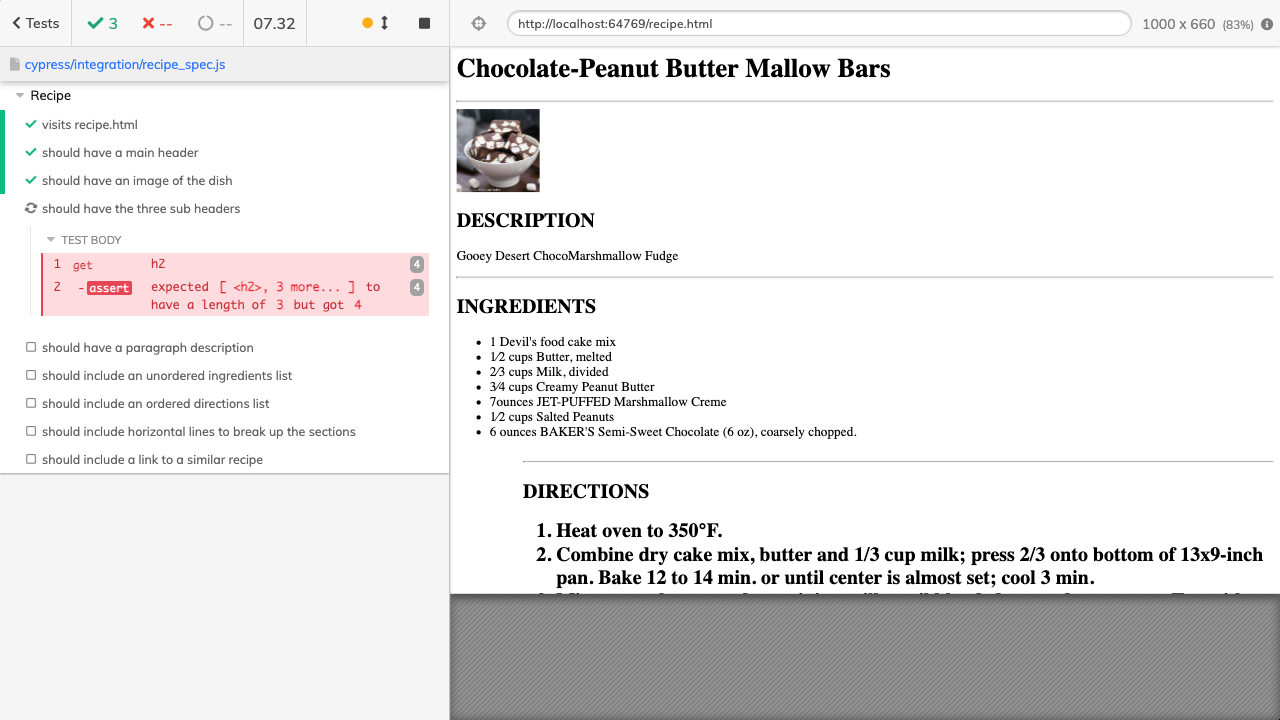 Tests
3
--
--
07.32
http://localhost:64769/recipe.html
1000 x 660 (83%)
cypress/integration/recipe_spec.js
Recipe
visits recipe.html
should have a main header
should have an image of the dish
should have the three sub headers
TEST BODY
1 get h2 4
2 -assert expected [ <h2>, 3 more... ] to 4
have a length of 3 but got 4
should have a paragraph description
should include an unordered ingredients list
should include an ordered directions list
should include horizontal lines to break up the sections
should include a link to a similar recipe
Chocolate-Peanut Butter Mallow Bars
DESCRIPTION
Gooey Desert ChocoMarshmallow Fudge
INGREDIENTS
• 1 Devil's food cake mix
• 1⁄2 cups Butter, melted
• 2⁄3 cups Milk, divided
• 3⁄4 cups Creamy Peanut Butter
• 7ounces JET-PUFFED Marshmallow Creme
• 1⁄2 cups Salted Peanuts
• 6 ounces BAKER'S Semi-Sweet Chocolate (6 oz), coarsely chopped.
DIRECTIONS
1. Heat oven to 350°F.
2. Combine dry cake mix, butter and 1/3 cup milk; press 2/3 onto bottom of 13x9-inch
pan. Bake 12 to 14 min. or until center is almost set; cool 3 min.